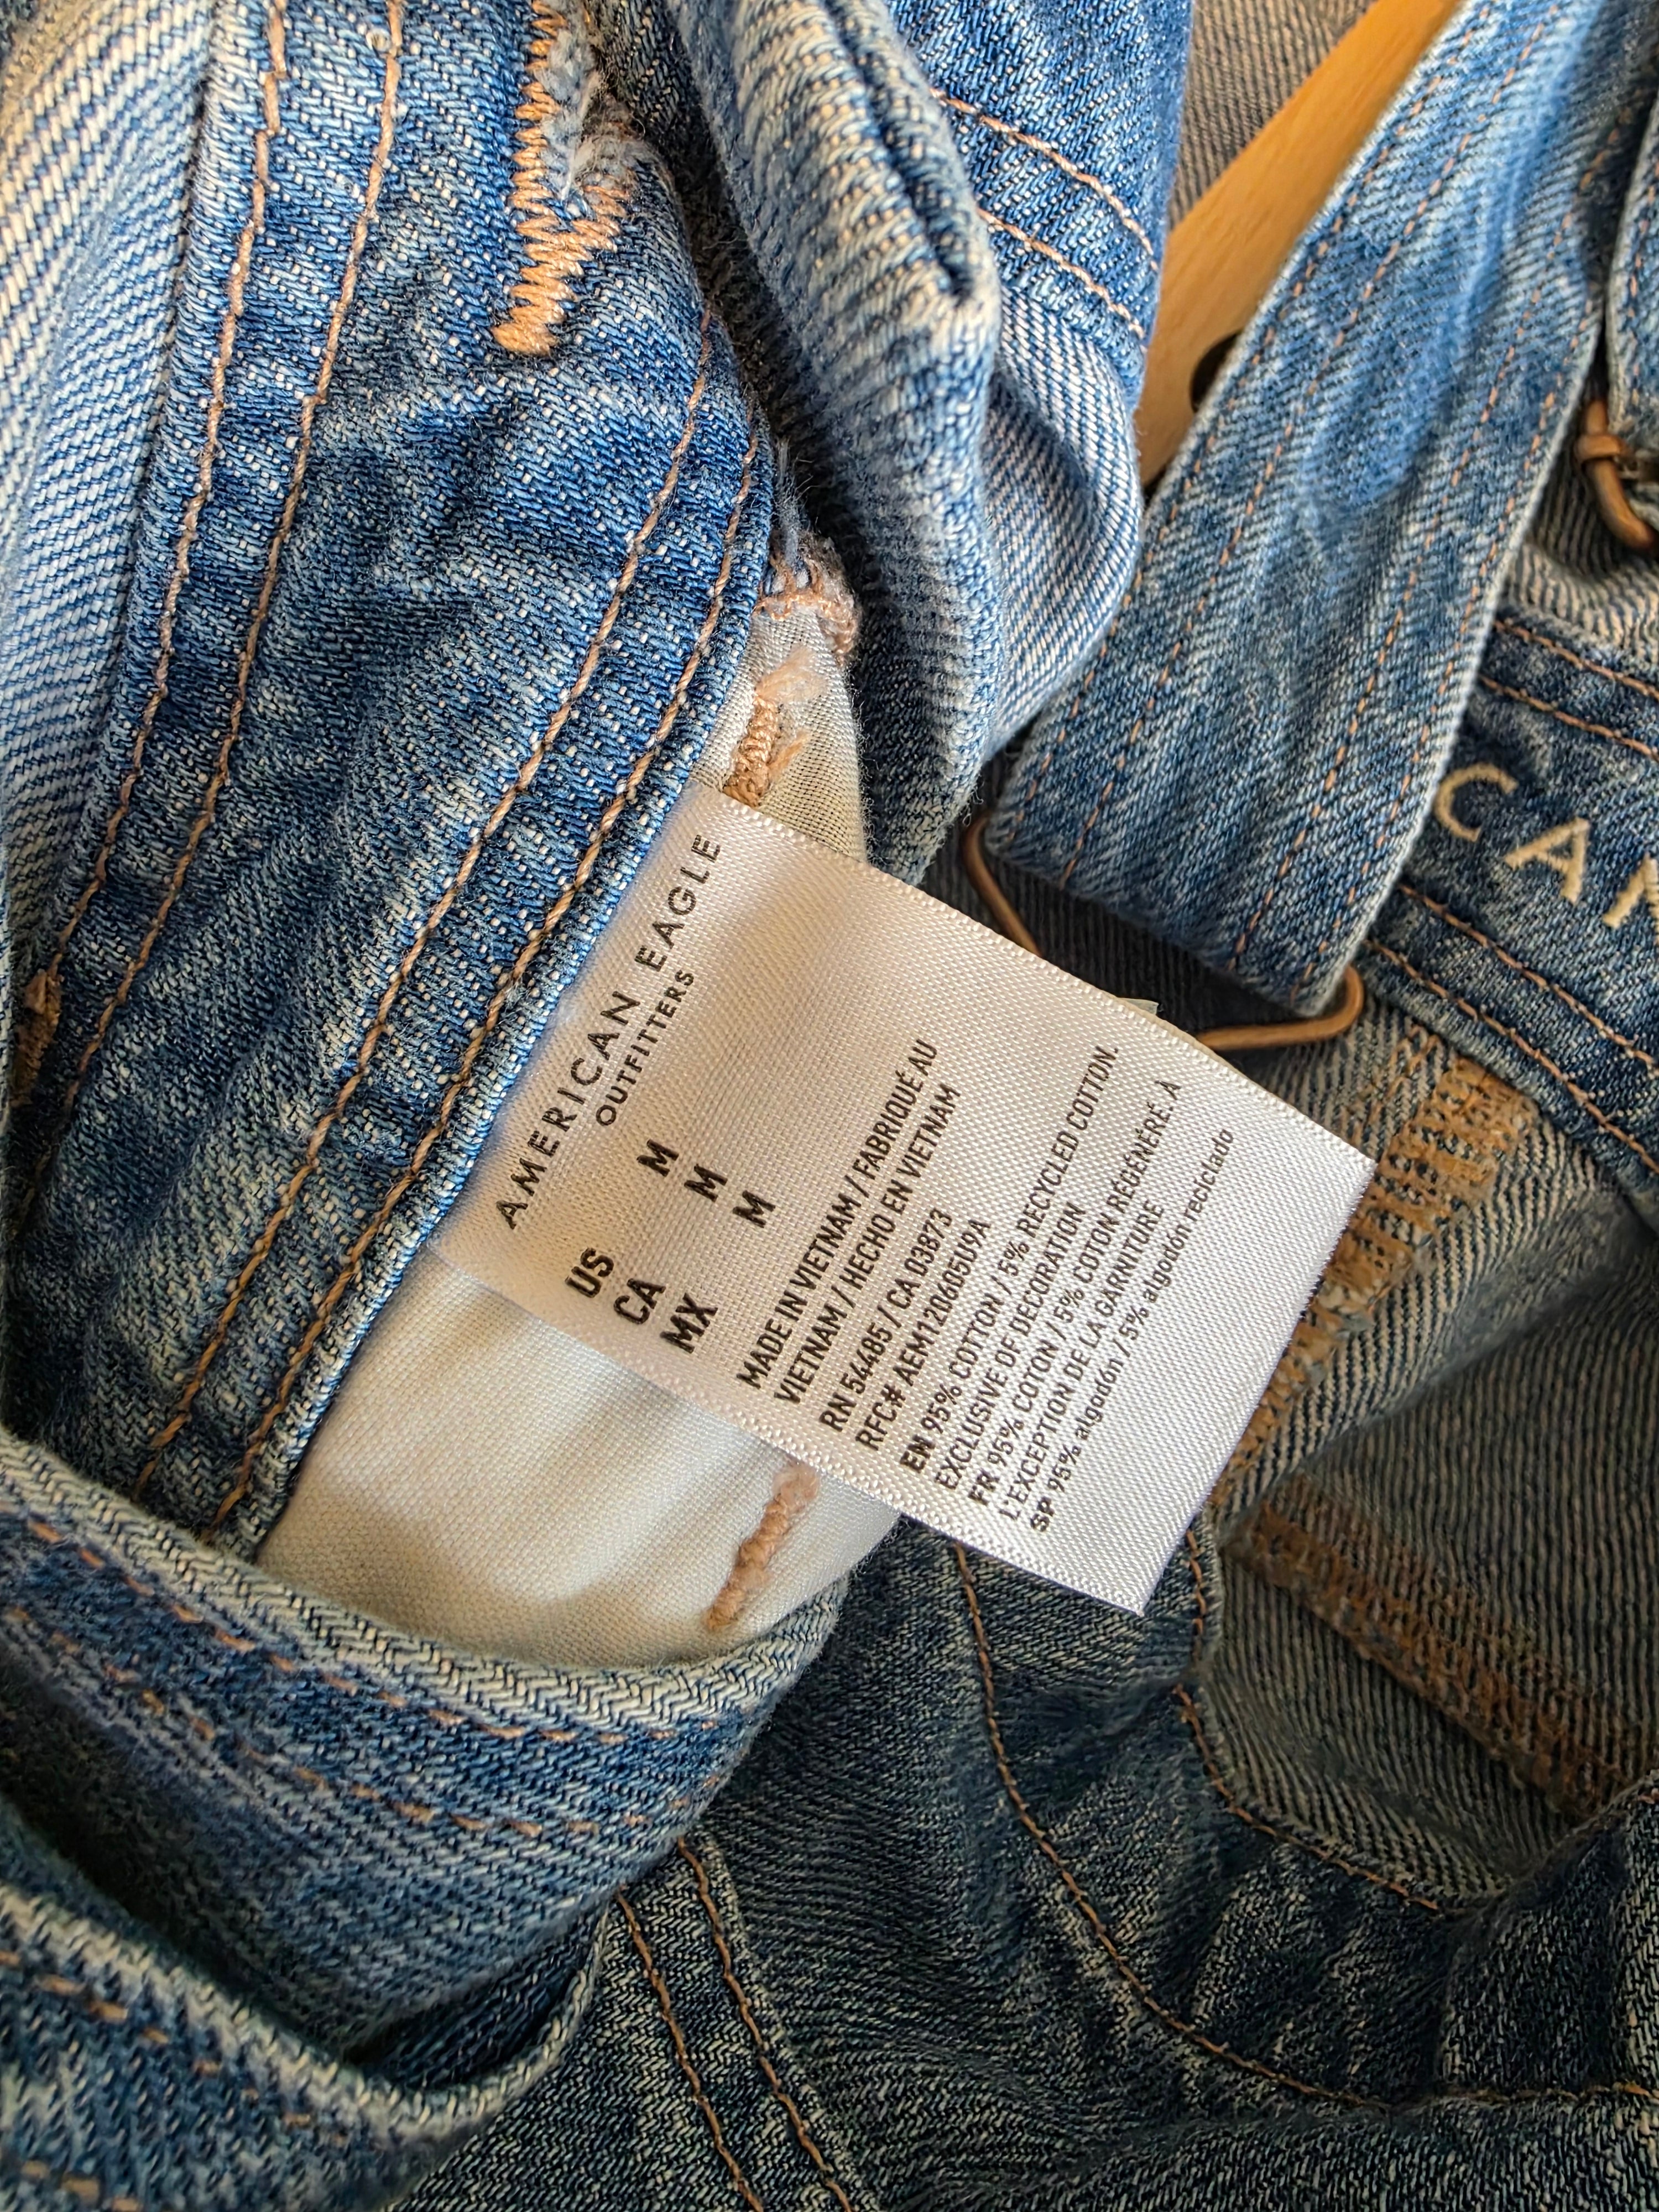 AMERICAN EAGLE
OUTFITTERS
US M
CA M
MX M
MADE IN VIETNAM / FABRIQUÉ AU
VIETNAM / HECHO EN VIETNAM
RN 54485 / CA 03873
RFC# AEM120605U9A
EN 95% COTTON / 5% RECYCLED COTTON.
EXCLUSIVE OF DECORATION
FR 95% COTON / 5% COTON RÉGÉNÉRÉ, À
L'EXCEPTION DE LA GARNITURE
SP 95% algodón / 5% algodón reciclado
CA